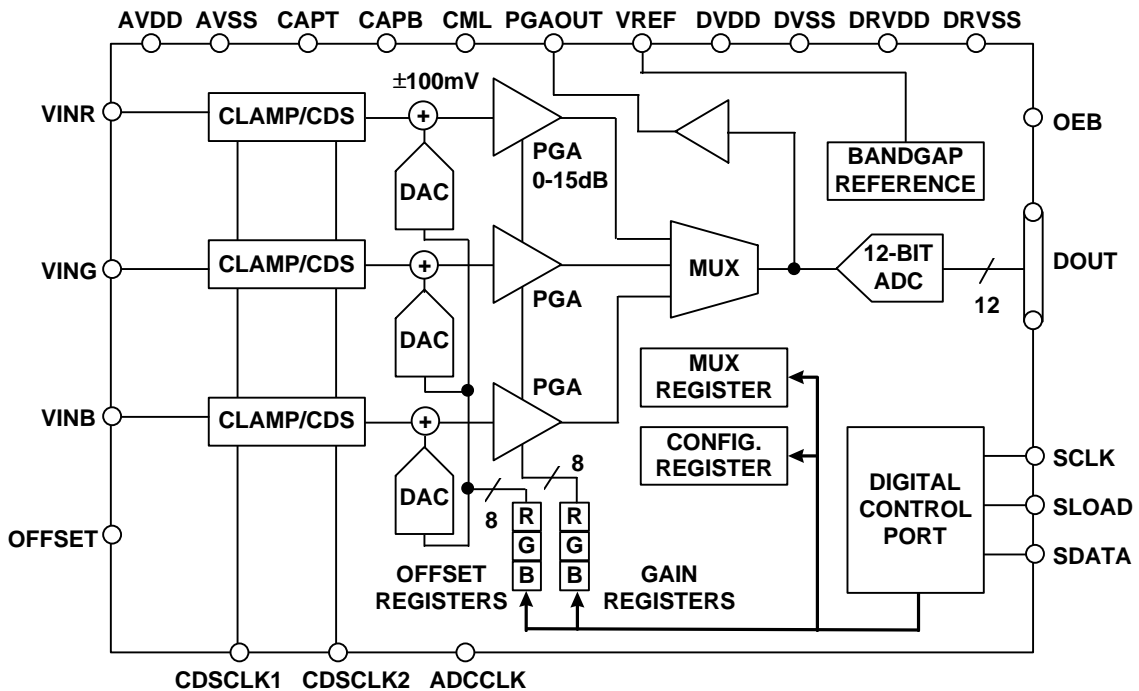 AVDD AVSS CAPT CAPB CML PGAOUT VREF DVDD DVSS DRVDD DRVSS
±100mV
VINR
CLAMP/CDS
+
PGA
0-15dB
DAC
BANDGAP
REFERENCE
OEB
VING
CLAMP/CDS
+
PGA
DAC
MUX
12-BIT
ADC
12
DOUT
VINB
CLAMP/CDS
+
PGA
DAC
MUX
REGISTER
CONFIG.
REGISTER
8
8
R
G
B
R
G
B
OFFSET
REGISTERS
GAIN
REGISTERS
DIGITAL
CONTROL
PORT
SCLK
SLOAD
SDATA
OFFSET
CDSCLK1 CDSCLK2 ADCCLK